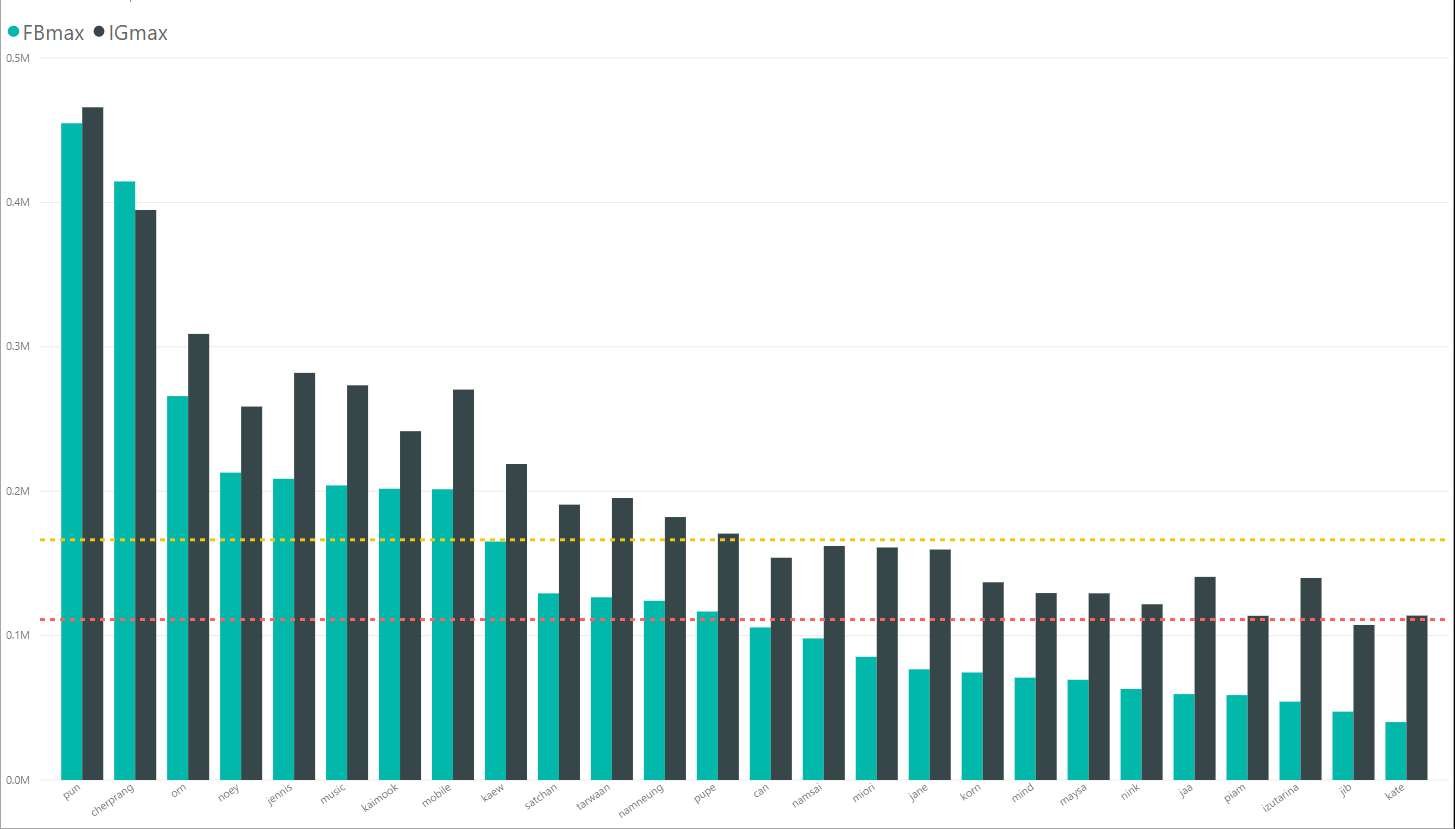 FBmax IGmax
0.5M
0.4M
0.3M
0.2M
0.1M
0.0M
pun cherprang orn noey jennis music kaimook mobile kaew satchan tarwaan namneung pupe can namsai miori jane korn mind maysa nink jaa piam izutarina jib kate